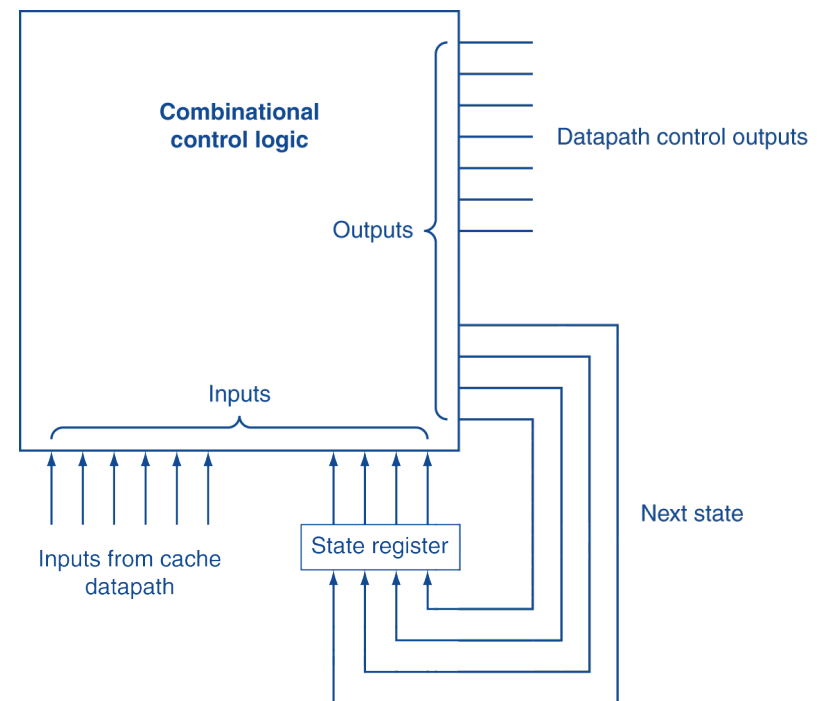 Combinational
control logic
Datapath control outputs
Outputs
Inputs
Next state
State register
Inputs from cache
datapath